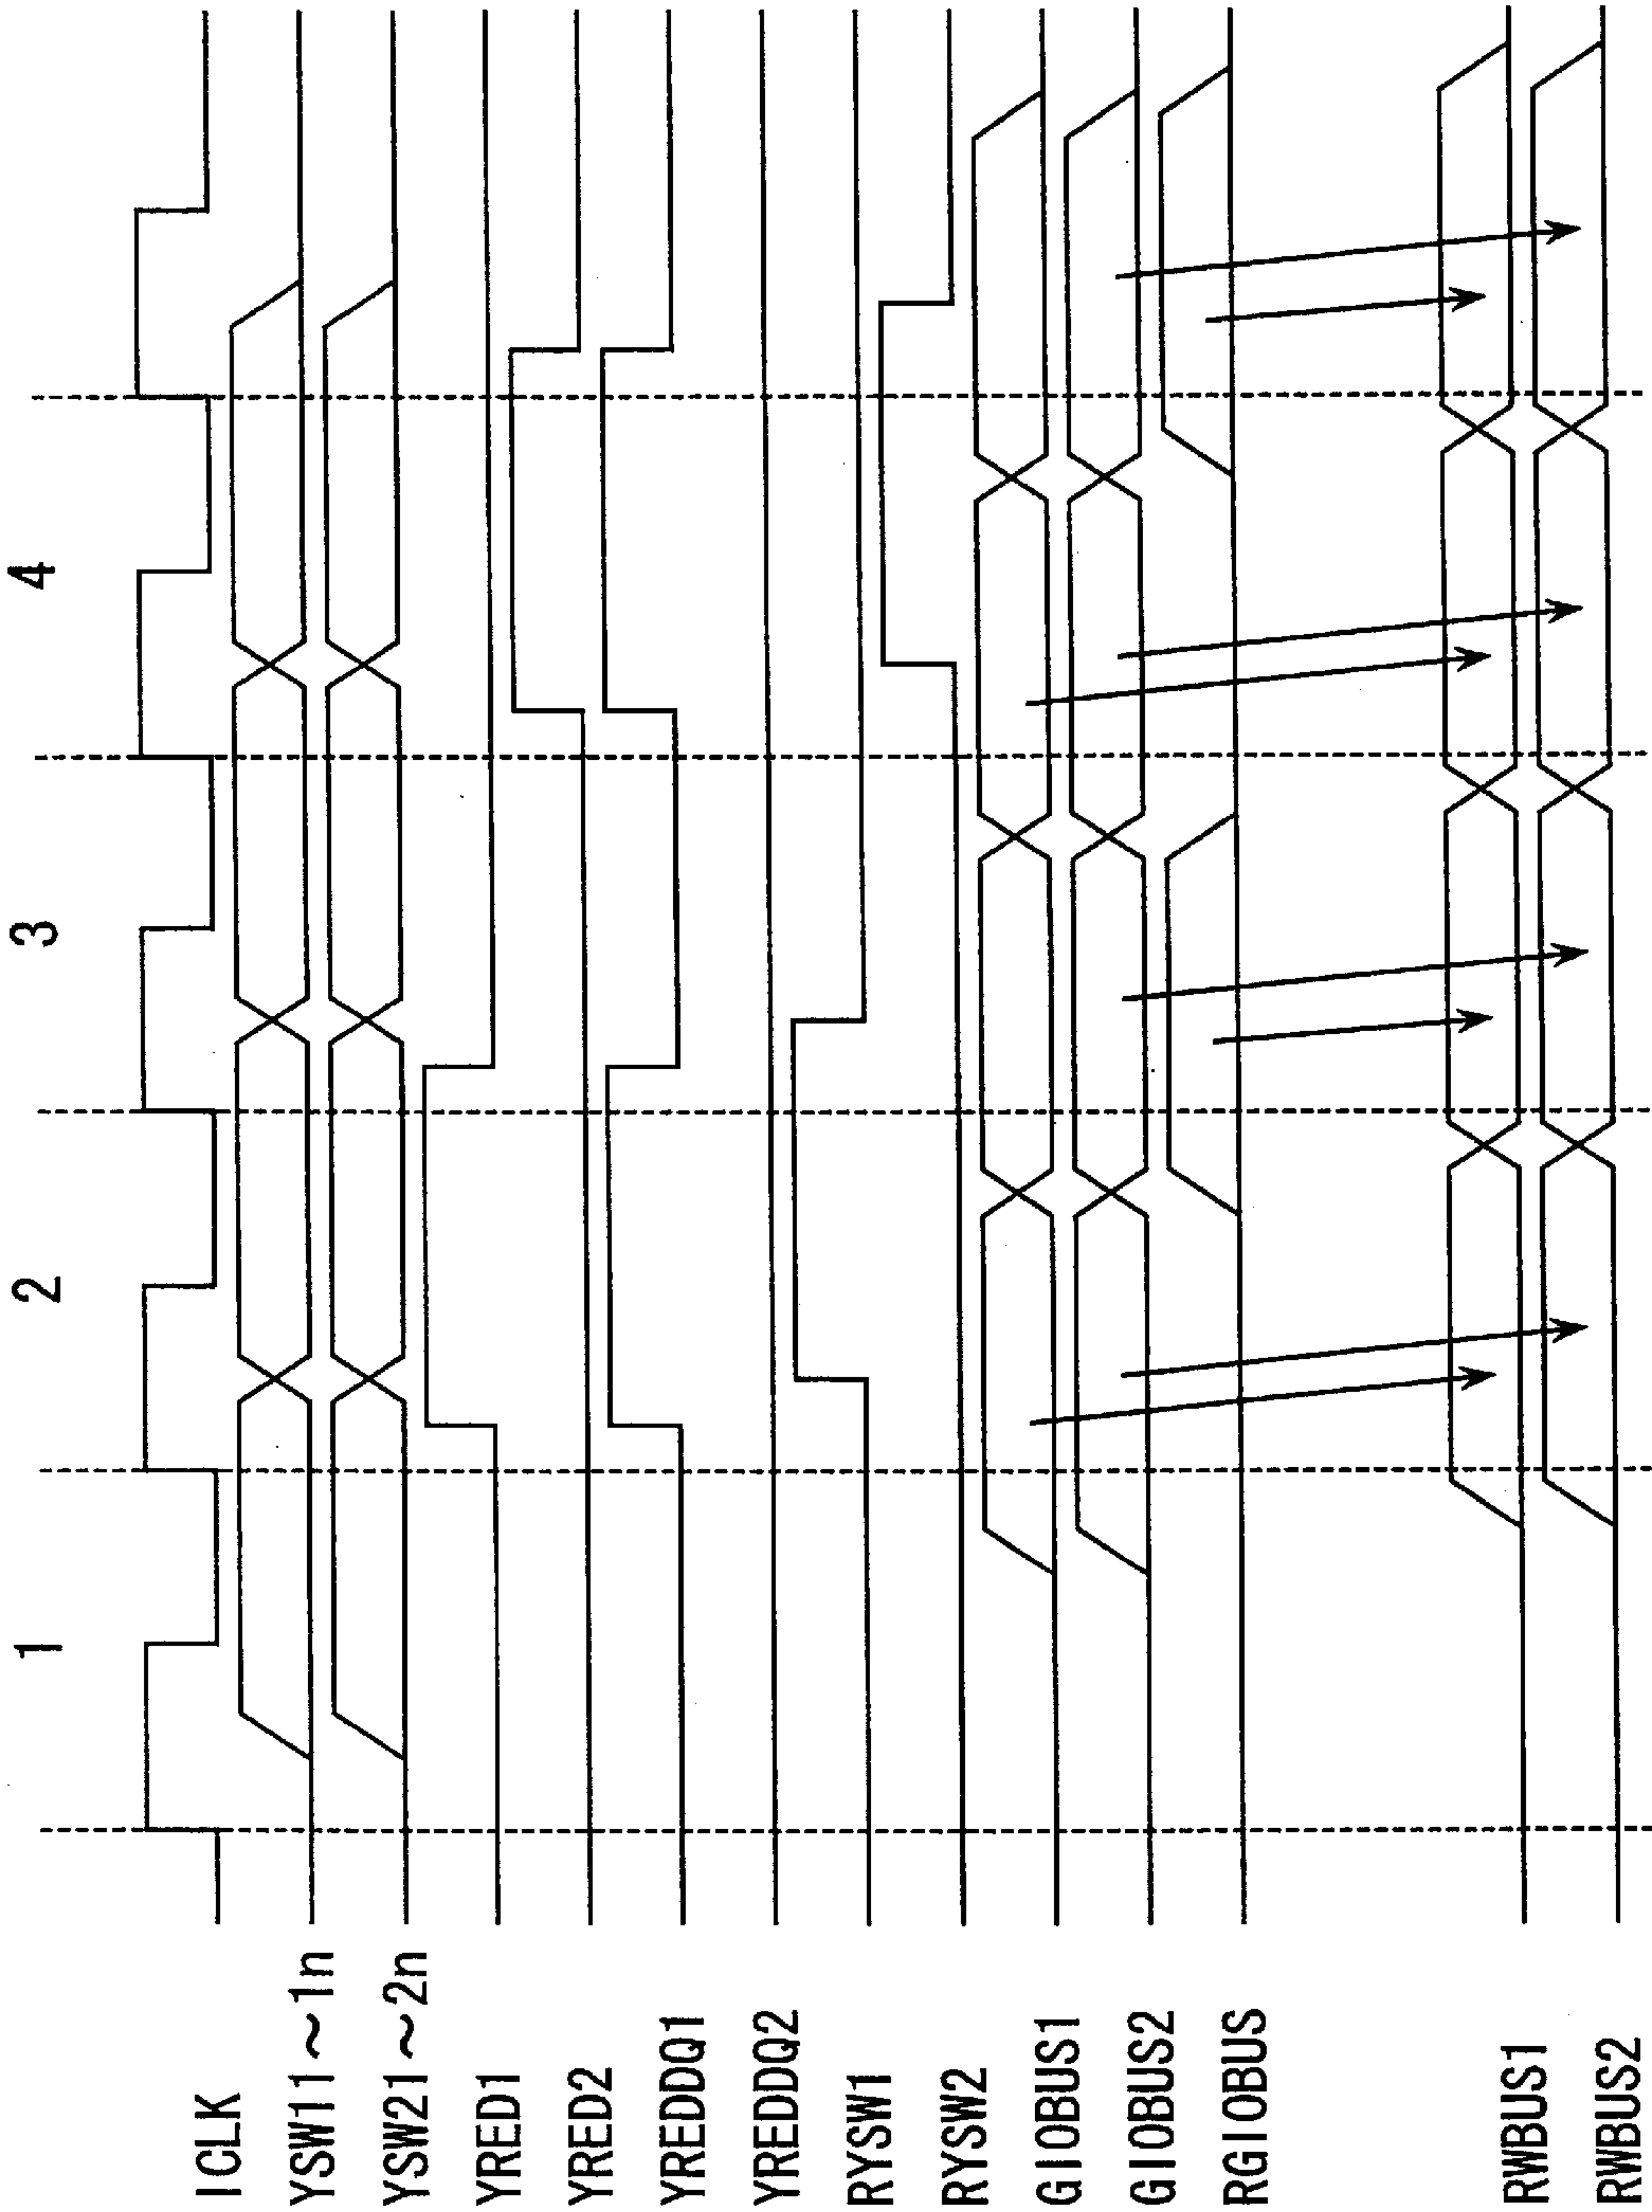 1 2 3 4
ICLK
YSW11～1n
YSW21～2n
YRED1
YRED2
YREDDQ1
YREDDQ2
RYSW1
RYSW2
GIOBUS1
GIOBUS2
RGIOBUS
RWBUS1
RWBUS2